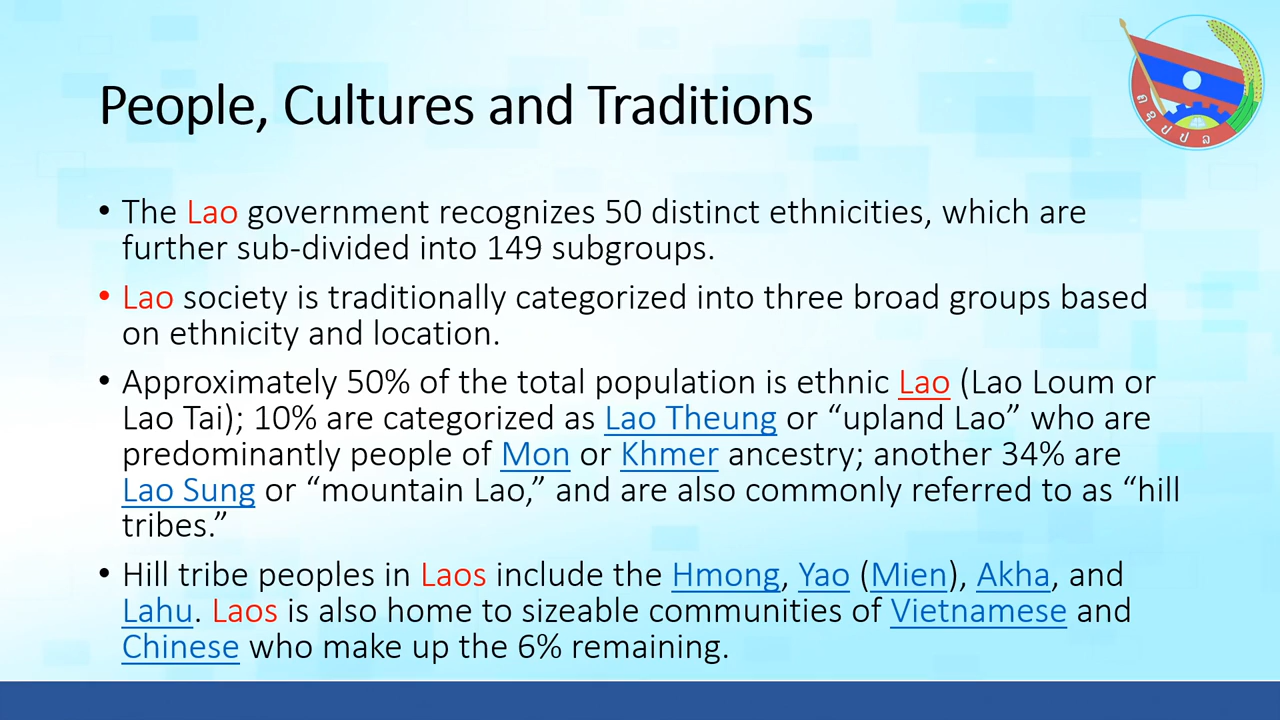 People, Cultures and Traditions
• The Lao government recognizes 50 distinct ethnicities, which are
further sub-divided into 149 subgroups.
• Lao society is traditionally categorized into three broad groups based
on ethnicity and location.
• Approximately 50% of the total population is ethnic Lao (Lao Loum or
Lao Tai); 10% are categorized as Lao Theung or “upland Lao” who are
predominantly people of Mon or Khmer ancestry; another 34% are
Lao Sung or “mountain Lao,” and are also commonly referred to as “hill
tribes.”
• Hill tribe peoples in Laos include the Hmong, Yao (Mien), Akha, and
Lahu. Laos is also home to sizeable communities of Vietnamese and
Chinese who make up the 6% remaining.